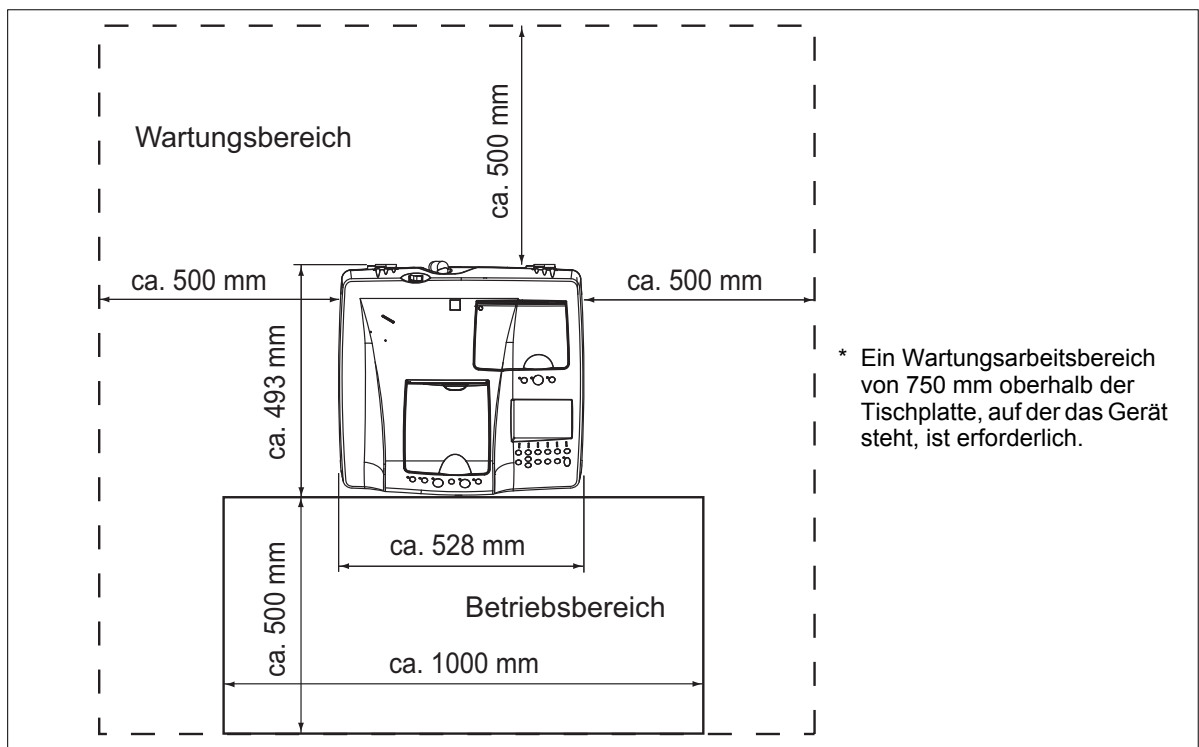 ca. 500 mm
Wartungsbereich
ca. 500 mm
ca. 500 mm
ca. 493 mm
* Ein Wartungsarbeitsbereich
von 750 mm oberhalb der
Tischplatte, auf der das Gerät
steht, ist erforderlich.
ca. 528 mm
ca. 500 mm
Betriebsbereich
ca. 1000 mm